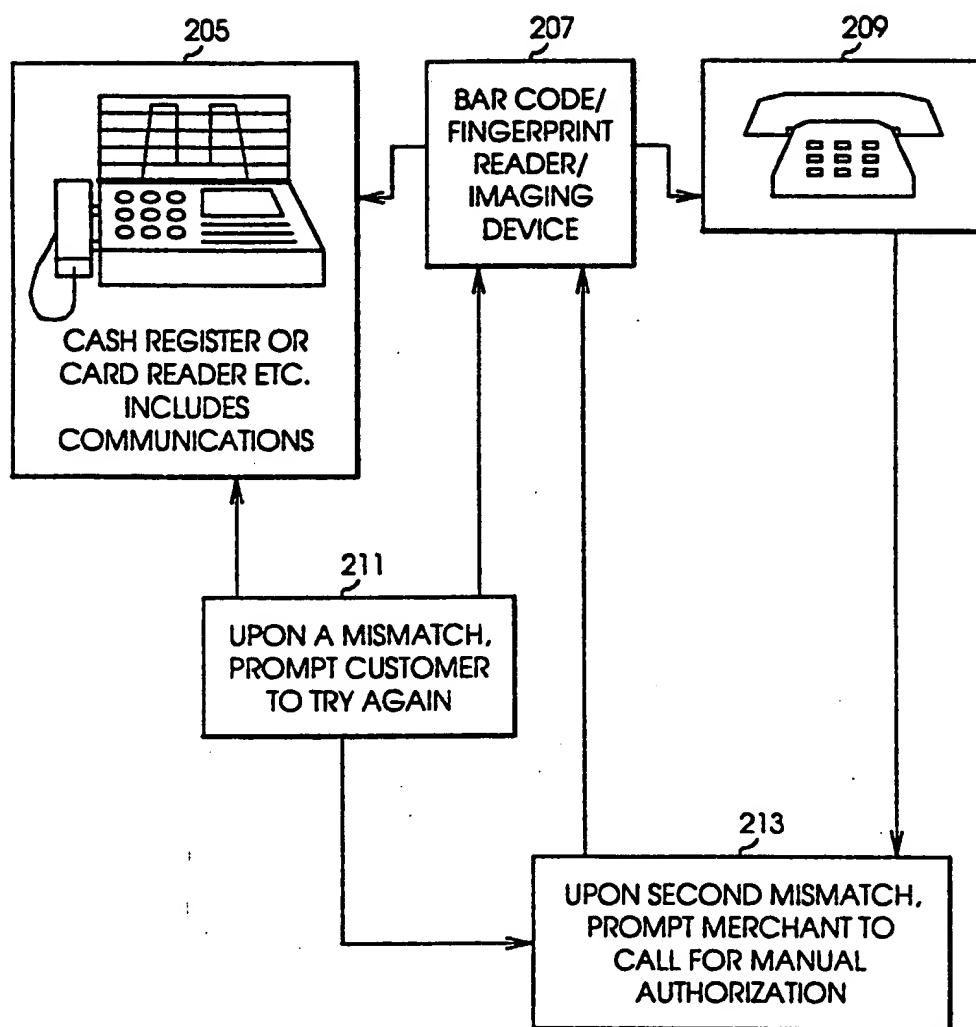 205
207
209
BAR CODE/
FINGERPRINT
READER/
IMAGING
DEVICE
CASH REGISTER OR
CARD READER ETC.
INCLUDES
COMMUNICATIONS
211
UPON A MISMATCH,
PROMPT CUSTOMER
TO TRY AGAIN
213
UPON SECOND MISMATCH,
PROMPT MERCHANT TO
CALL FOR MANUAL
AUTHORIZATION